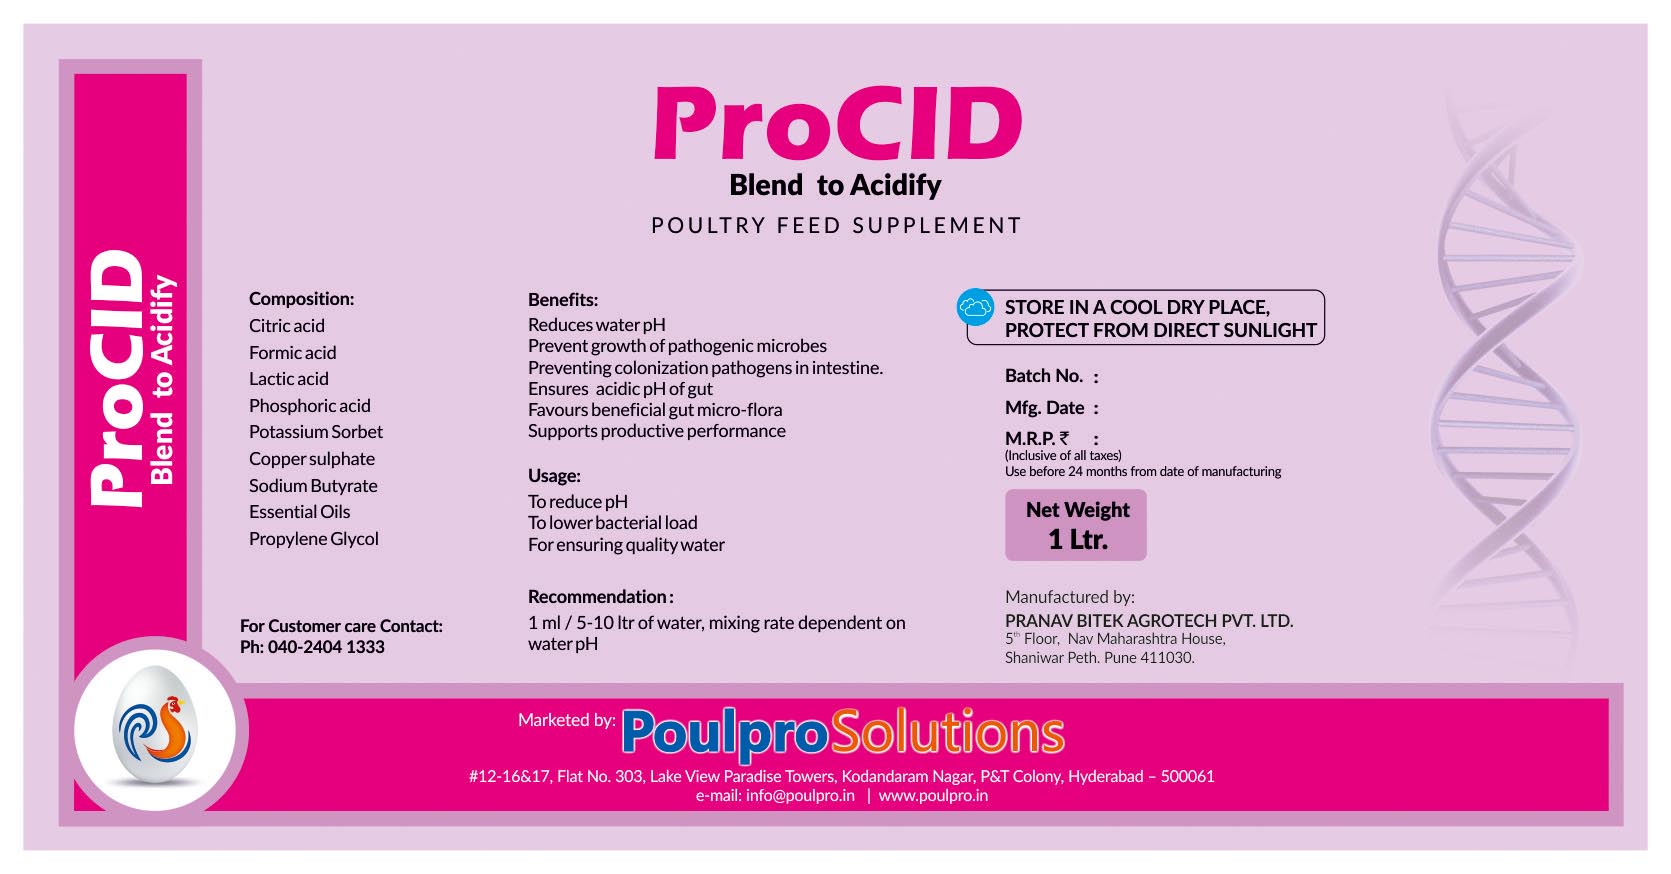 ProCID
Blend to Acidify
ProCID
Blend to Acidify
POULTRY FEED SUPPLEMENT
Composition:
Citric acid
Formic acid
Lactic acid
Phosphoric acid
Potassium Sorbet
Copper sulphate
Sodium Butyrate
Essential Oils
Propylene Glycol
For Customer care Contact:
Ph: 040-2404 1333
Benefits:
Reduces water pH
Prevent growth of pathogenic microbes
Preventing colonization pathogens in intestine.
Ensures acidic pH of gut
Favours beneficial gut micro-flora
Supports productive performance
Usage:
To reduce pH
To lower bacterial load
For ensuring quality water
Recommendation :
1 ml / 5-10 ltr of water, mixing rate dependent on
water pH
STORE IN A COOL DRY PLACE,
PROTECT FROM DIRECT SUNLIGHT
Batch No. :
Mfg. Date :
M.R.P. ₹ :
(Inclusive of all taxes)
Use before 24 months from date of manufacturing
Net Weight
1 Ltr.
Manufactured by:
PRANAV BITEK AGROTECH PVT. LTD.
5th Floor, Nav Maharashtra House,
Shaniwar Peth. Pune 411030.
Marketed by: PoulproSolutions
#12-16&17, Flat No. 303, Lake View Paradise Towers, Kodandaram Nagar, P&T Colony, Hyderabad – 500061
e-mail: info@poulpro.in | www.poulpro.in